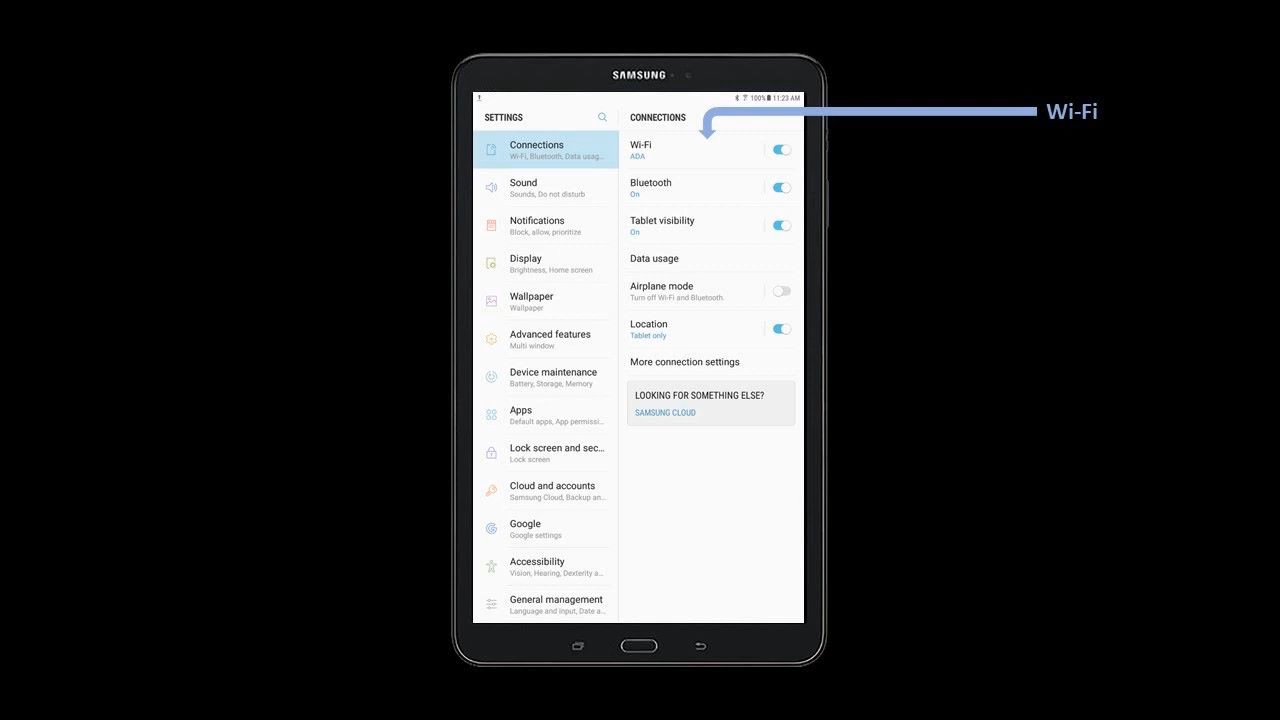 SAMSUNG
100% 11:23 AM
Wi-Fi
SETTINGS
Connections
Wi-Fi, Bluetooth, Data usag...
Sound
Sounds, Do not disturb
Notifications
Block, allow, prioritize
Display
Brightness, Home screen
Wallpaper
Wallpaper
Advanced features
Multi window
Device maintenance
Battery, Storage, Memory
Apps
Default apps, App permissi...
Lock screen and sec...
Lock screen
Cloud and accounts
Samsung Cloud, Backup an...
Google
Google settings
Accessibility
Vision, Hearing, Dexterity a...
General management
Language and input, Date a...
CONNECTIONS
Wi-Fi
ADA
Bluetooth
On
Tablet visibility
On
Data usage
Airplane mode
Turn off Wi-Fi and Bluetooth.
Location
Tablet only
More connection settings
LOOKING FOR SOMETHING ELSE?
SAMSUNG CLOUD